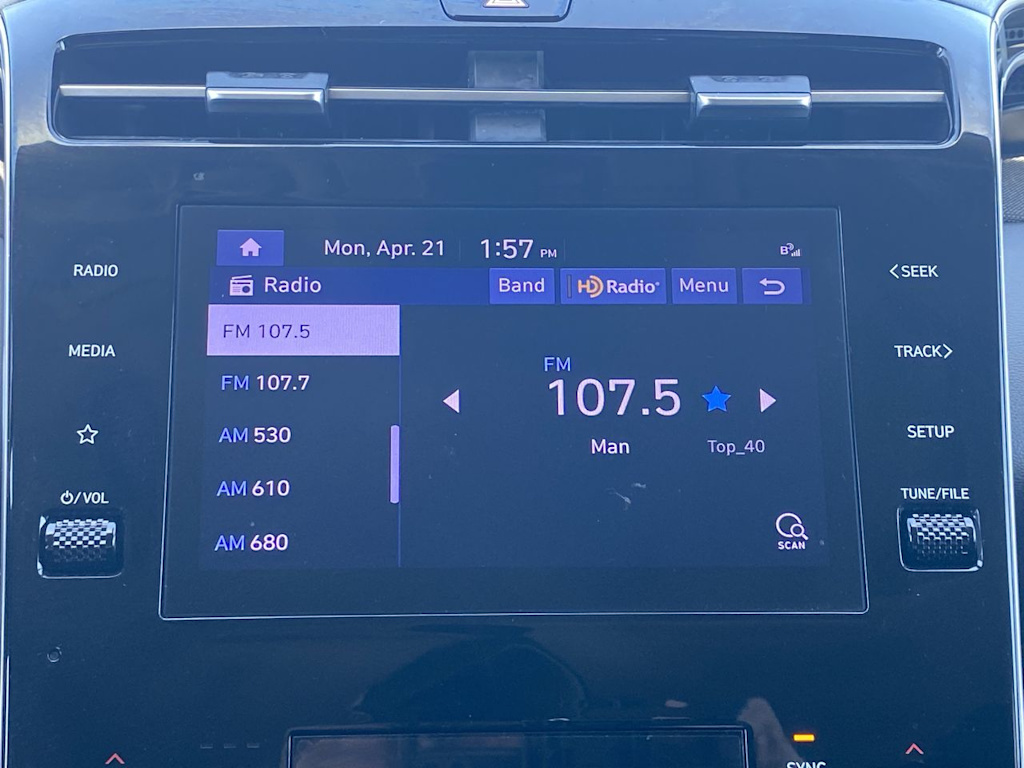 Mon, Apr. 21 1:57 PM B
RADIO
Radio Band HD Radio Menu
<SEEK
FM 107.5
MEDIA
FM 107.7
FM
107.5
TRACK>
AM 530
Man Top_40
SETUP
AM 610
/VOL
TUNE/FILE
AM 680
SCAN
SYNC